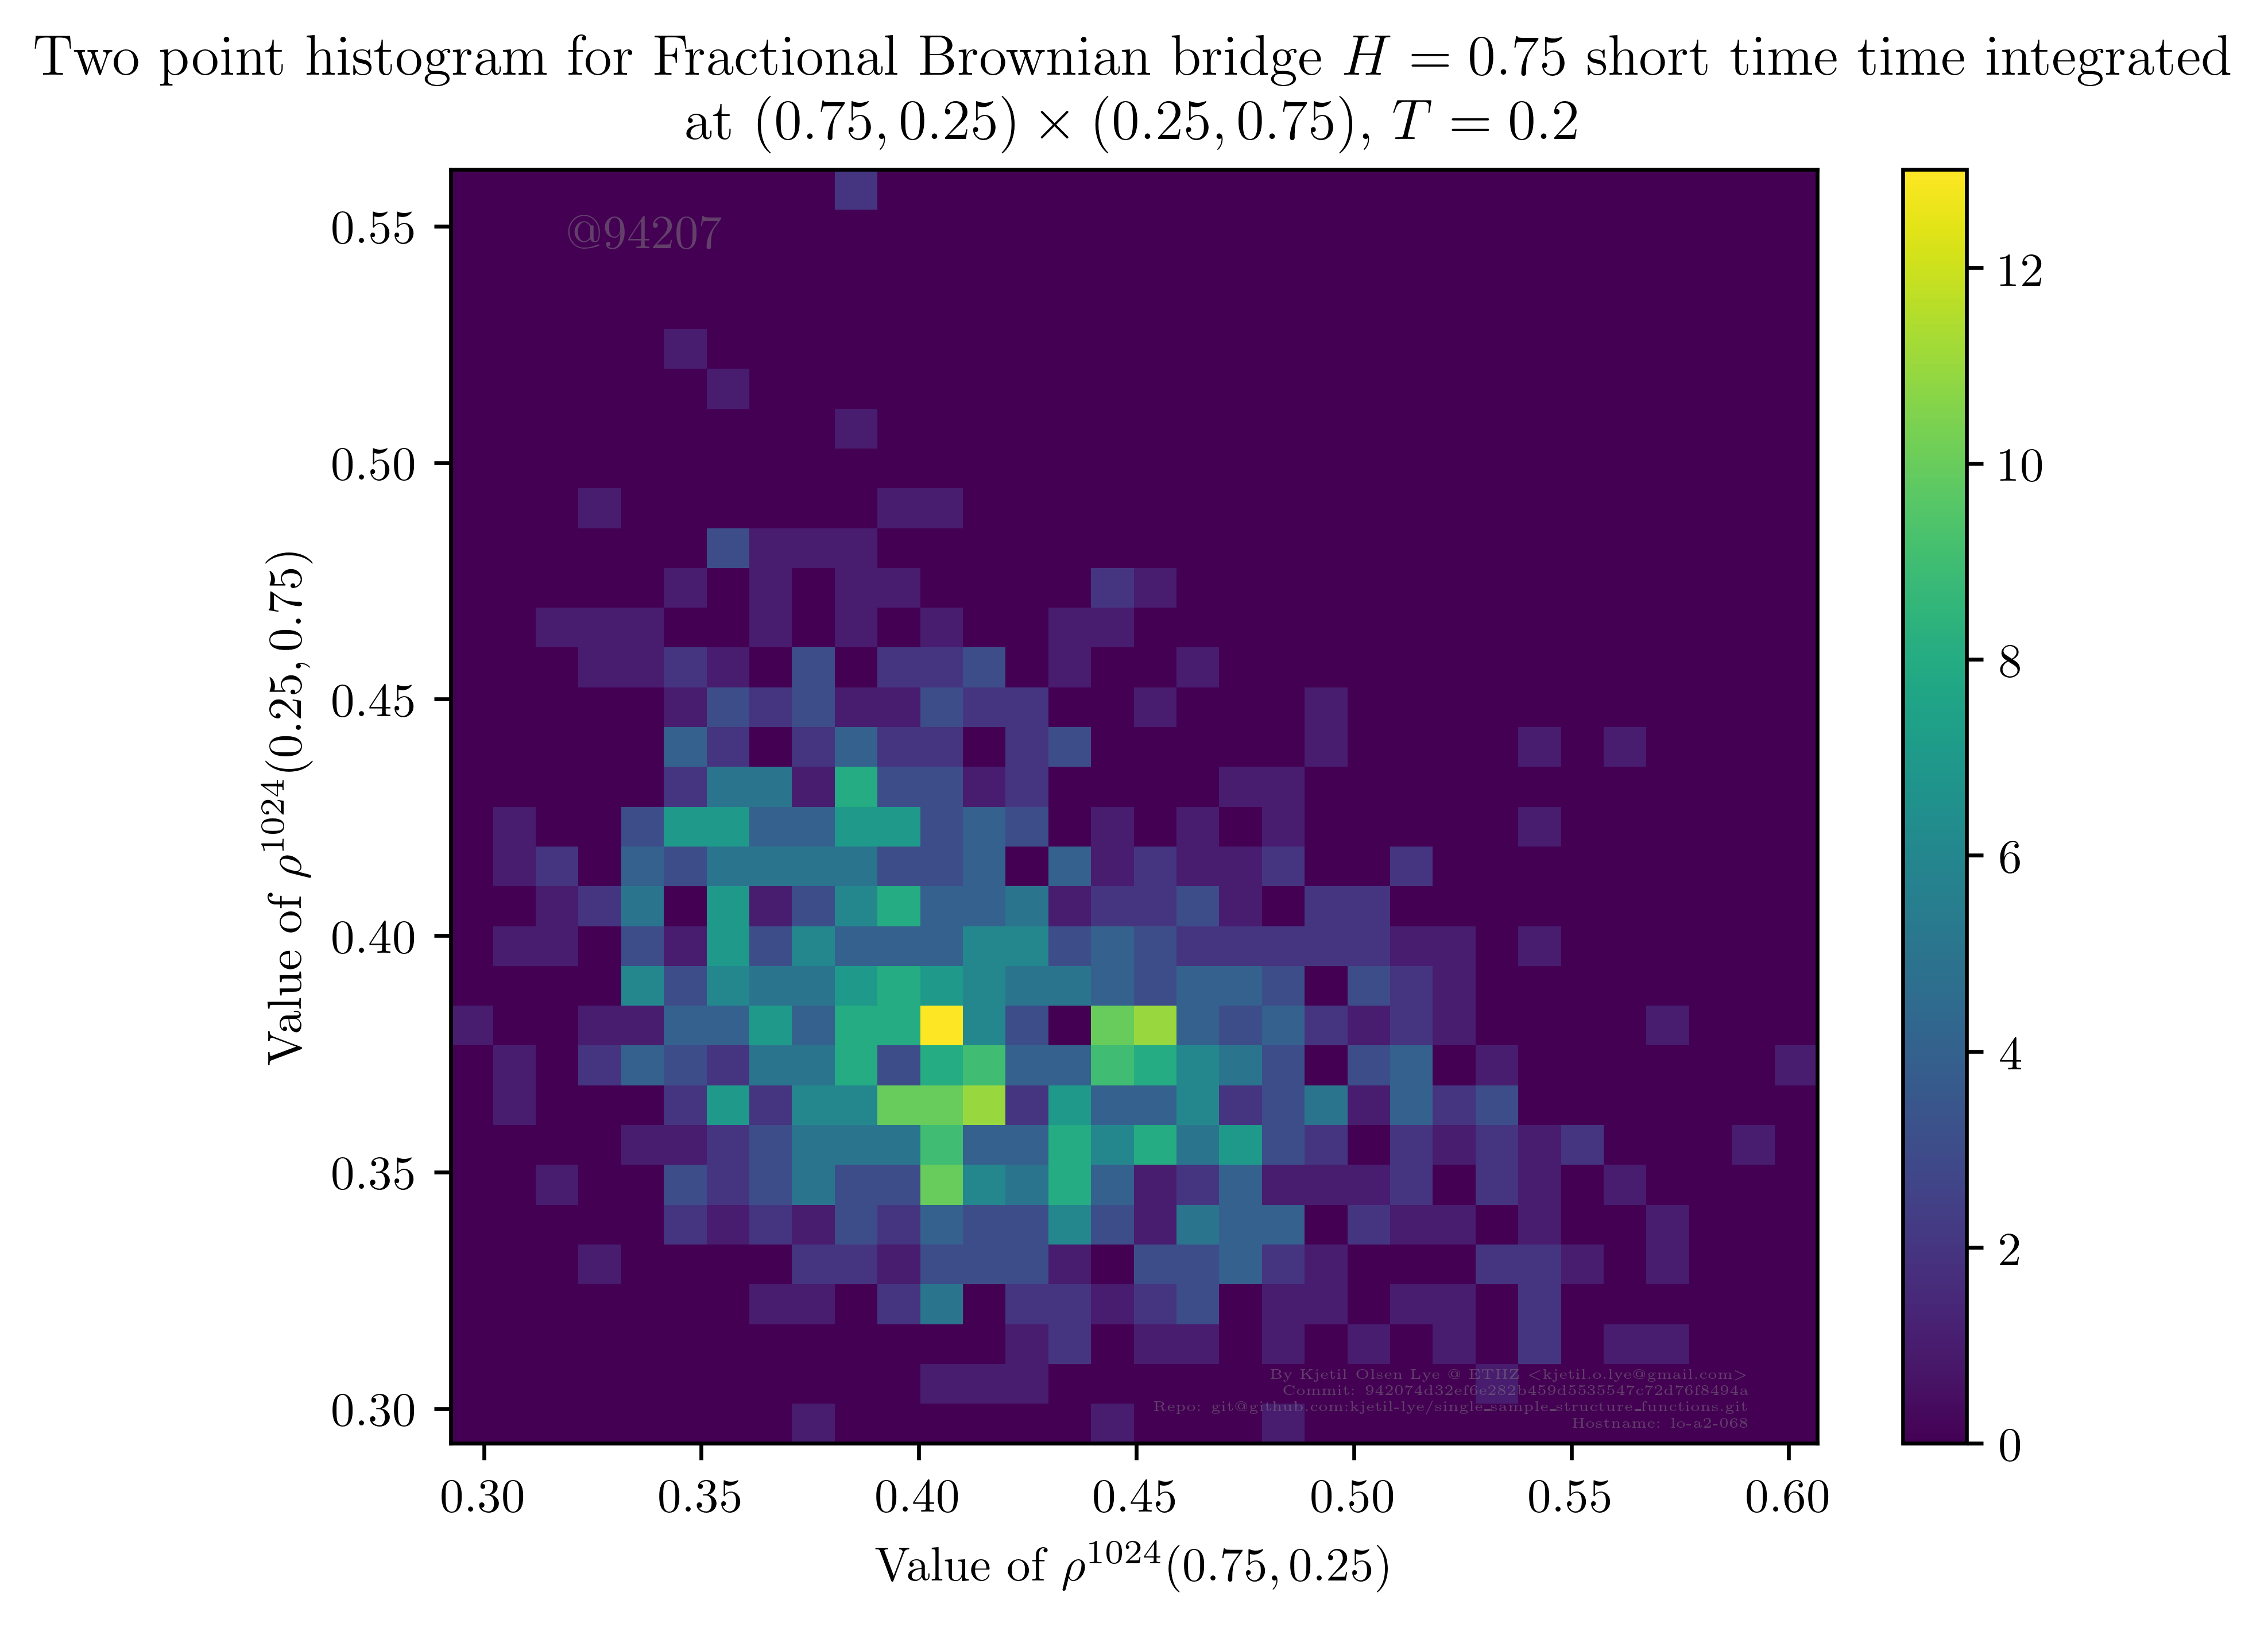 Two point histogram for Fractional Brownian bridge H = 0.75 short time time integrated
at (0.75, 0.25) × (0.25, 0.75), T = 0.2
@94207
0.55
0.50
0.45
0.40
0.35
0.30
Value of ρ^1024(0.25, 0.75)
12
10
8
6
4
2
0
By Kjetil Olsen Lye @ ETHZ <kjetil.o.lye@gmail.com>
Commit: 942074d32ef6e282b459d5535547c72d76f8494a
Repo: git@github.com:kjetil-lye/single_sample_structure_functions.git
Hostname: lo-a2-068
0.30 0.35 0.40 0.45 0.50 0.55 0.60
Value of ρ^1024(0.75, 0.25)